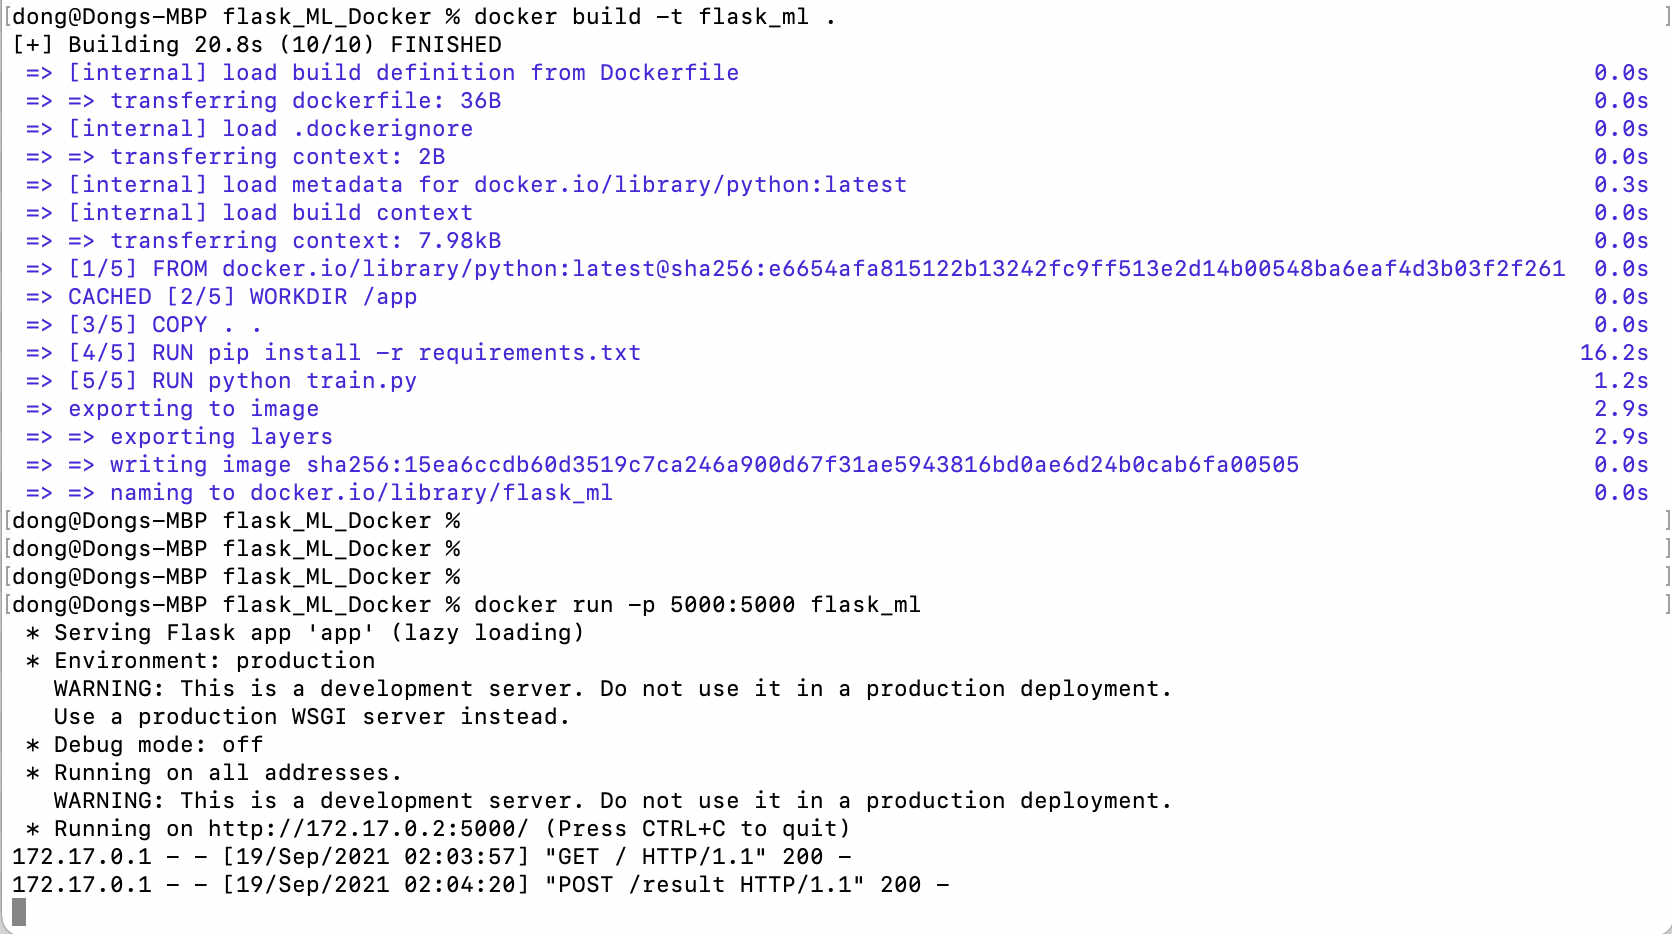 [dong@Dongs-MBP flask_ML_Docker % docker build -t flask_ml . ]
[+] Building 20.8s (10/10) FINISHED
=> [internal] load build definition from Dockerfile 0.0s
=> => transferring dockerfile: 36B 0.0s
=> [internal] load .dockerignore 0.0s
=> => transferring context: 2B 0.0s
=> [internal] load metadata for docker.io/library/python:latest 0.3s
=> [internal] load build context 0.0s
=> => transferring context: 7.98kB 0.0s
=> [1/5] FROM docker.io/library/python:latest@sha256:e6654afa815122b13242fc9ff513e2d14b00548ba6eaf4d3b03f2f261 0.0s
=> CACHED [2/5] WORKDIR /app 0.0s
=> [3/5] COPY . . 0.0s
=> [4/5] RUN pip install -r requirements.txt 16.2s
=> [5/5] RUN python train.py 1.2s
=> exporting to image 2.9s
=> => exporting layers 2.9s
=> => writing image sha256:15ea6ccdb60d3519c7ca246a900d67f31ae5943816bd0ae6d24b0cab6fa00505 0.0s
=> => naming to docker.io/library/flask_ml 0.0s
[dong@Dongs-MBP flask_ML_Docker % ]
[dong@Dongs-MBP flask_ML_Docker % ]
[dong@Dongs-MBP flask_ML_Docker % ]
[dong@Dongs-MBP flask_ML_Docker % docker run -p 5000:5000 flask_ml ]
* Serving Flask app 'app' (lazy loading)
* Environment: production
WARNING: This is a development server. Do not use it in a production deployment.
Use a production WSGI server instead.
* Debug mode: off
* Running on all addresses.
WARNING: This is a development server. Do not use it in a production deployment.
* Running on http://172.17.0.2:5000/ (Press CTRL+C to quit)
172.17.0.1 - - [19/Sep/2021 02:03:57] "GET / HTTP/1.1" 200 -
172.17.0.1 - - [19/Sep/2021 02:04:20] "POST /result HTTP/1.1" 200 -